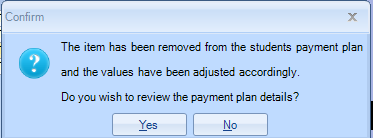 Confirm
The item has been removed from the students payment plan
and the values have been adjusted accordingly.
Do you wish to review the payment plan details?
Yes No